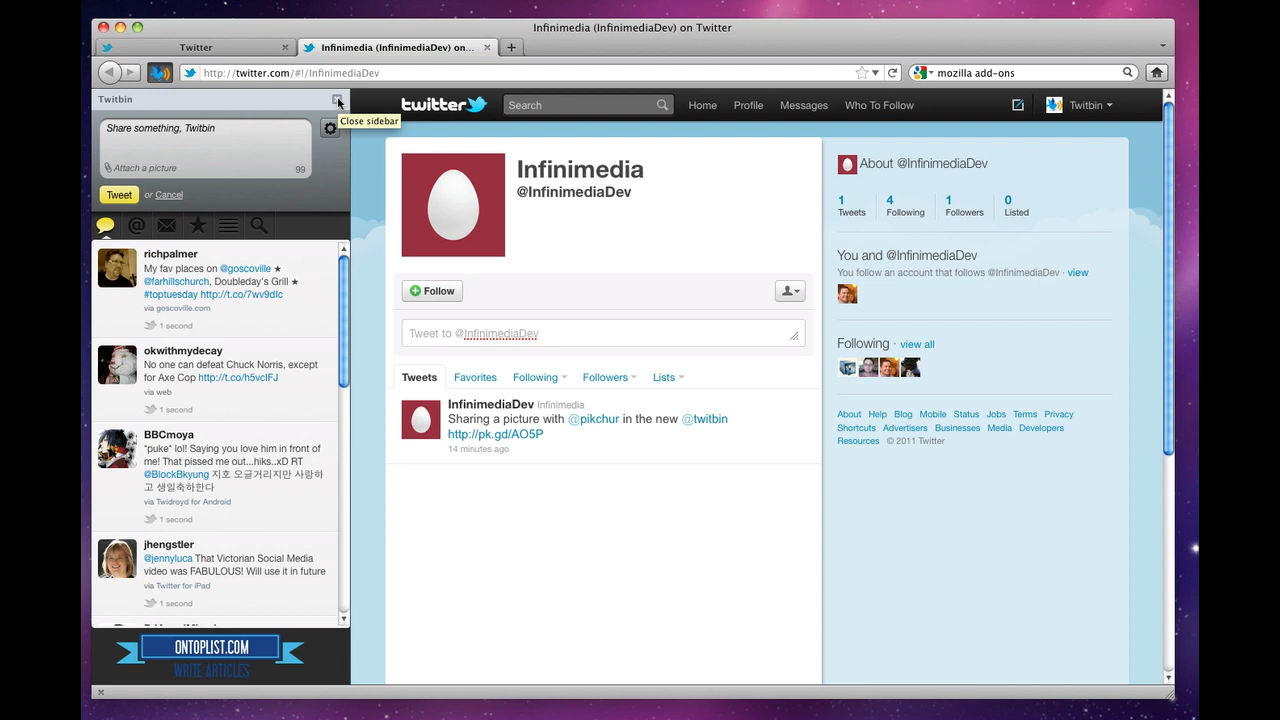 Infinimedia (InfinimediaDev) on Twitter
Twitter
Infinimedia (InfinimediaDev) on...
http://twitter.com/#!/InfinimediaDev
mozilla add-ons
Twitbin
Close sidebar
Share something, Twitbin
Attach a picture
99
Tweet or Cancel
richpalmer
My fav places on @goscoville ★
@farhillschurch, Doubleday's Grill ★
#toptuesday http://t.co/7wv9dIc
via goscoville.com
1 second
okwithmydecay
No one can defeat Chuck Norris, except
for Axe Cop http://t.co/h5vcIFJ
via web
1 second
BBCmoya
*puke* lol! Saying you love him in front of
me! That pissed me out...hiks..xD RT
@BlockBkyung 지호 오글거리지만 사랑하
고 생일축하한다
via Twidroyd for Android
1 second
jhengstler
@jennyluca That Victorian Social Media
video was FABULOUS! Will use it in future
via Twitter for iPad
1 second
ONTOPLIST.COM
WRITE ARTICLES
twitter
Search
Home
Profile
Messages
Who To Follow
Twitbin
Infinimedia
@InfinimediaDev
Follow
Tweet to @InfinimediaDev
Tweets
Favorites
Following
Followers
Lists
InfinimediaDev Infinimedia
Sharing a picture with @pikchur in the new @twitbin
http://pk.gd/AO5P
14 minutes ago
About @InfinimediaDev
1 4 1 0
Tweets Following Followers Listed
You and @InfinimediaDev
You follow an account that follows @InfinimediaDev · view
Following · view all
About Help Blog Mobile Status Jobs Terms Privacy
Shortcuts Advertisers Businesses Media Developers
Resources © 2011 Twitter